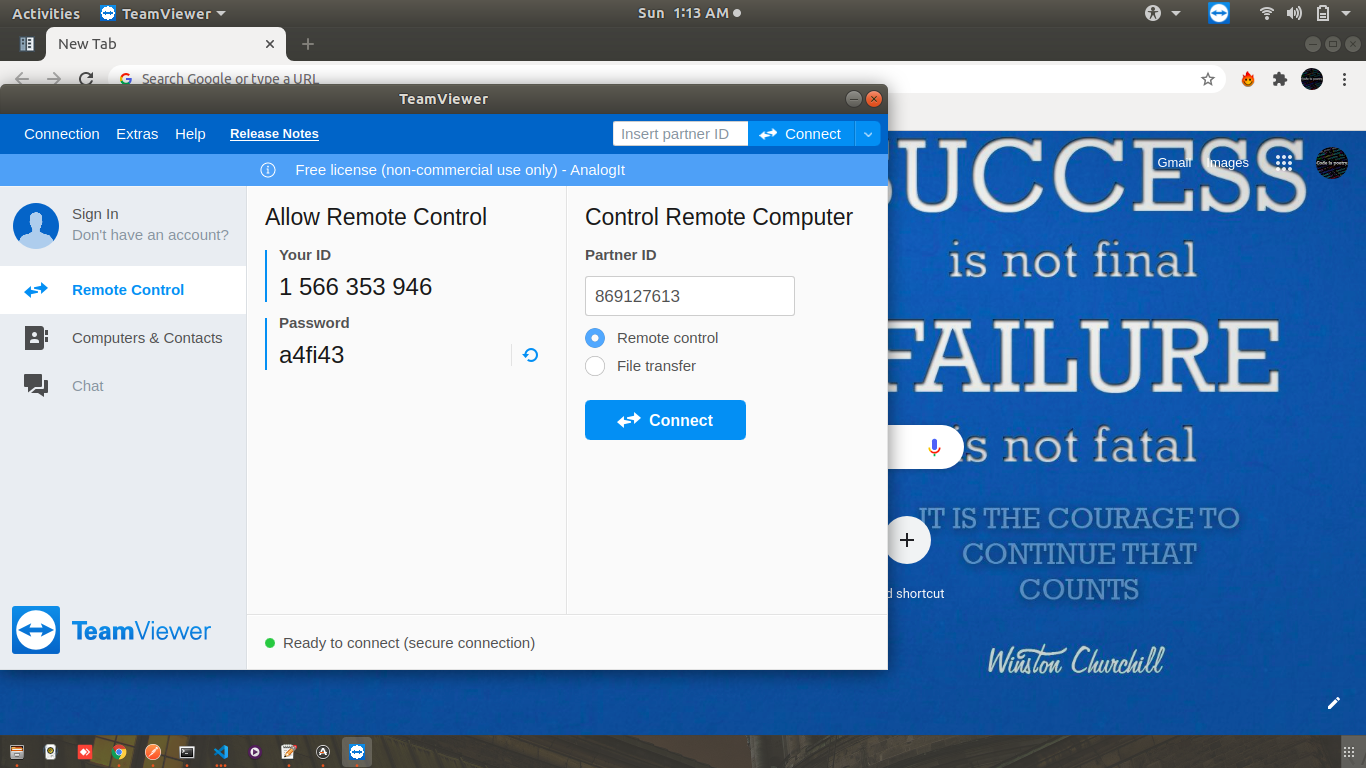 Activities
TeamViewer
Sun 1:13 AM
New Tab
Search Google or type a URL
TeamViewer
Connection Extras Help Release Notes
Insert partner ID Connect
Free license (non-commercial use only) - AnalogIt
Sign In
Don't have an account?
Remote Control
Computers & Contacts
Chat
TeamViewer
Allow Remote Control
Your ID
1 566 353 946
Password
a4fi43
Control Remote Computer
Partner ID
869127613
Remote control
File transfer
Connect
Ready to connect (secure connection)
Gmail Images
SUCCESS
is not final
FAILURE
is not fatal
IT IS THE COURAGE TO
CONTINUE THAT
COUNTS
Winston Churchill
shortcut